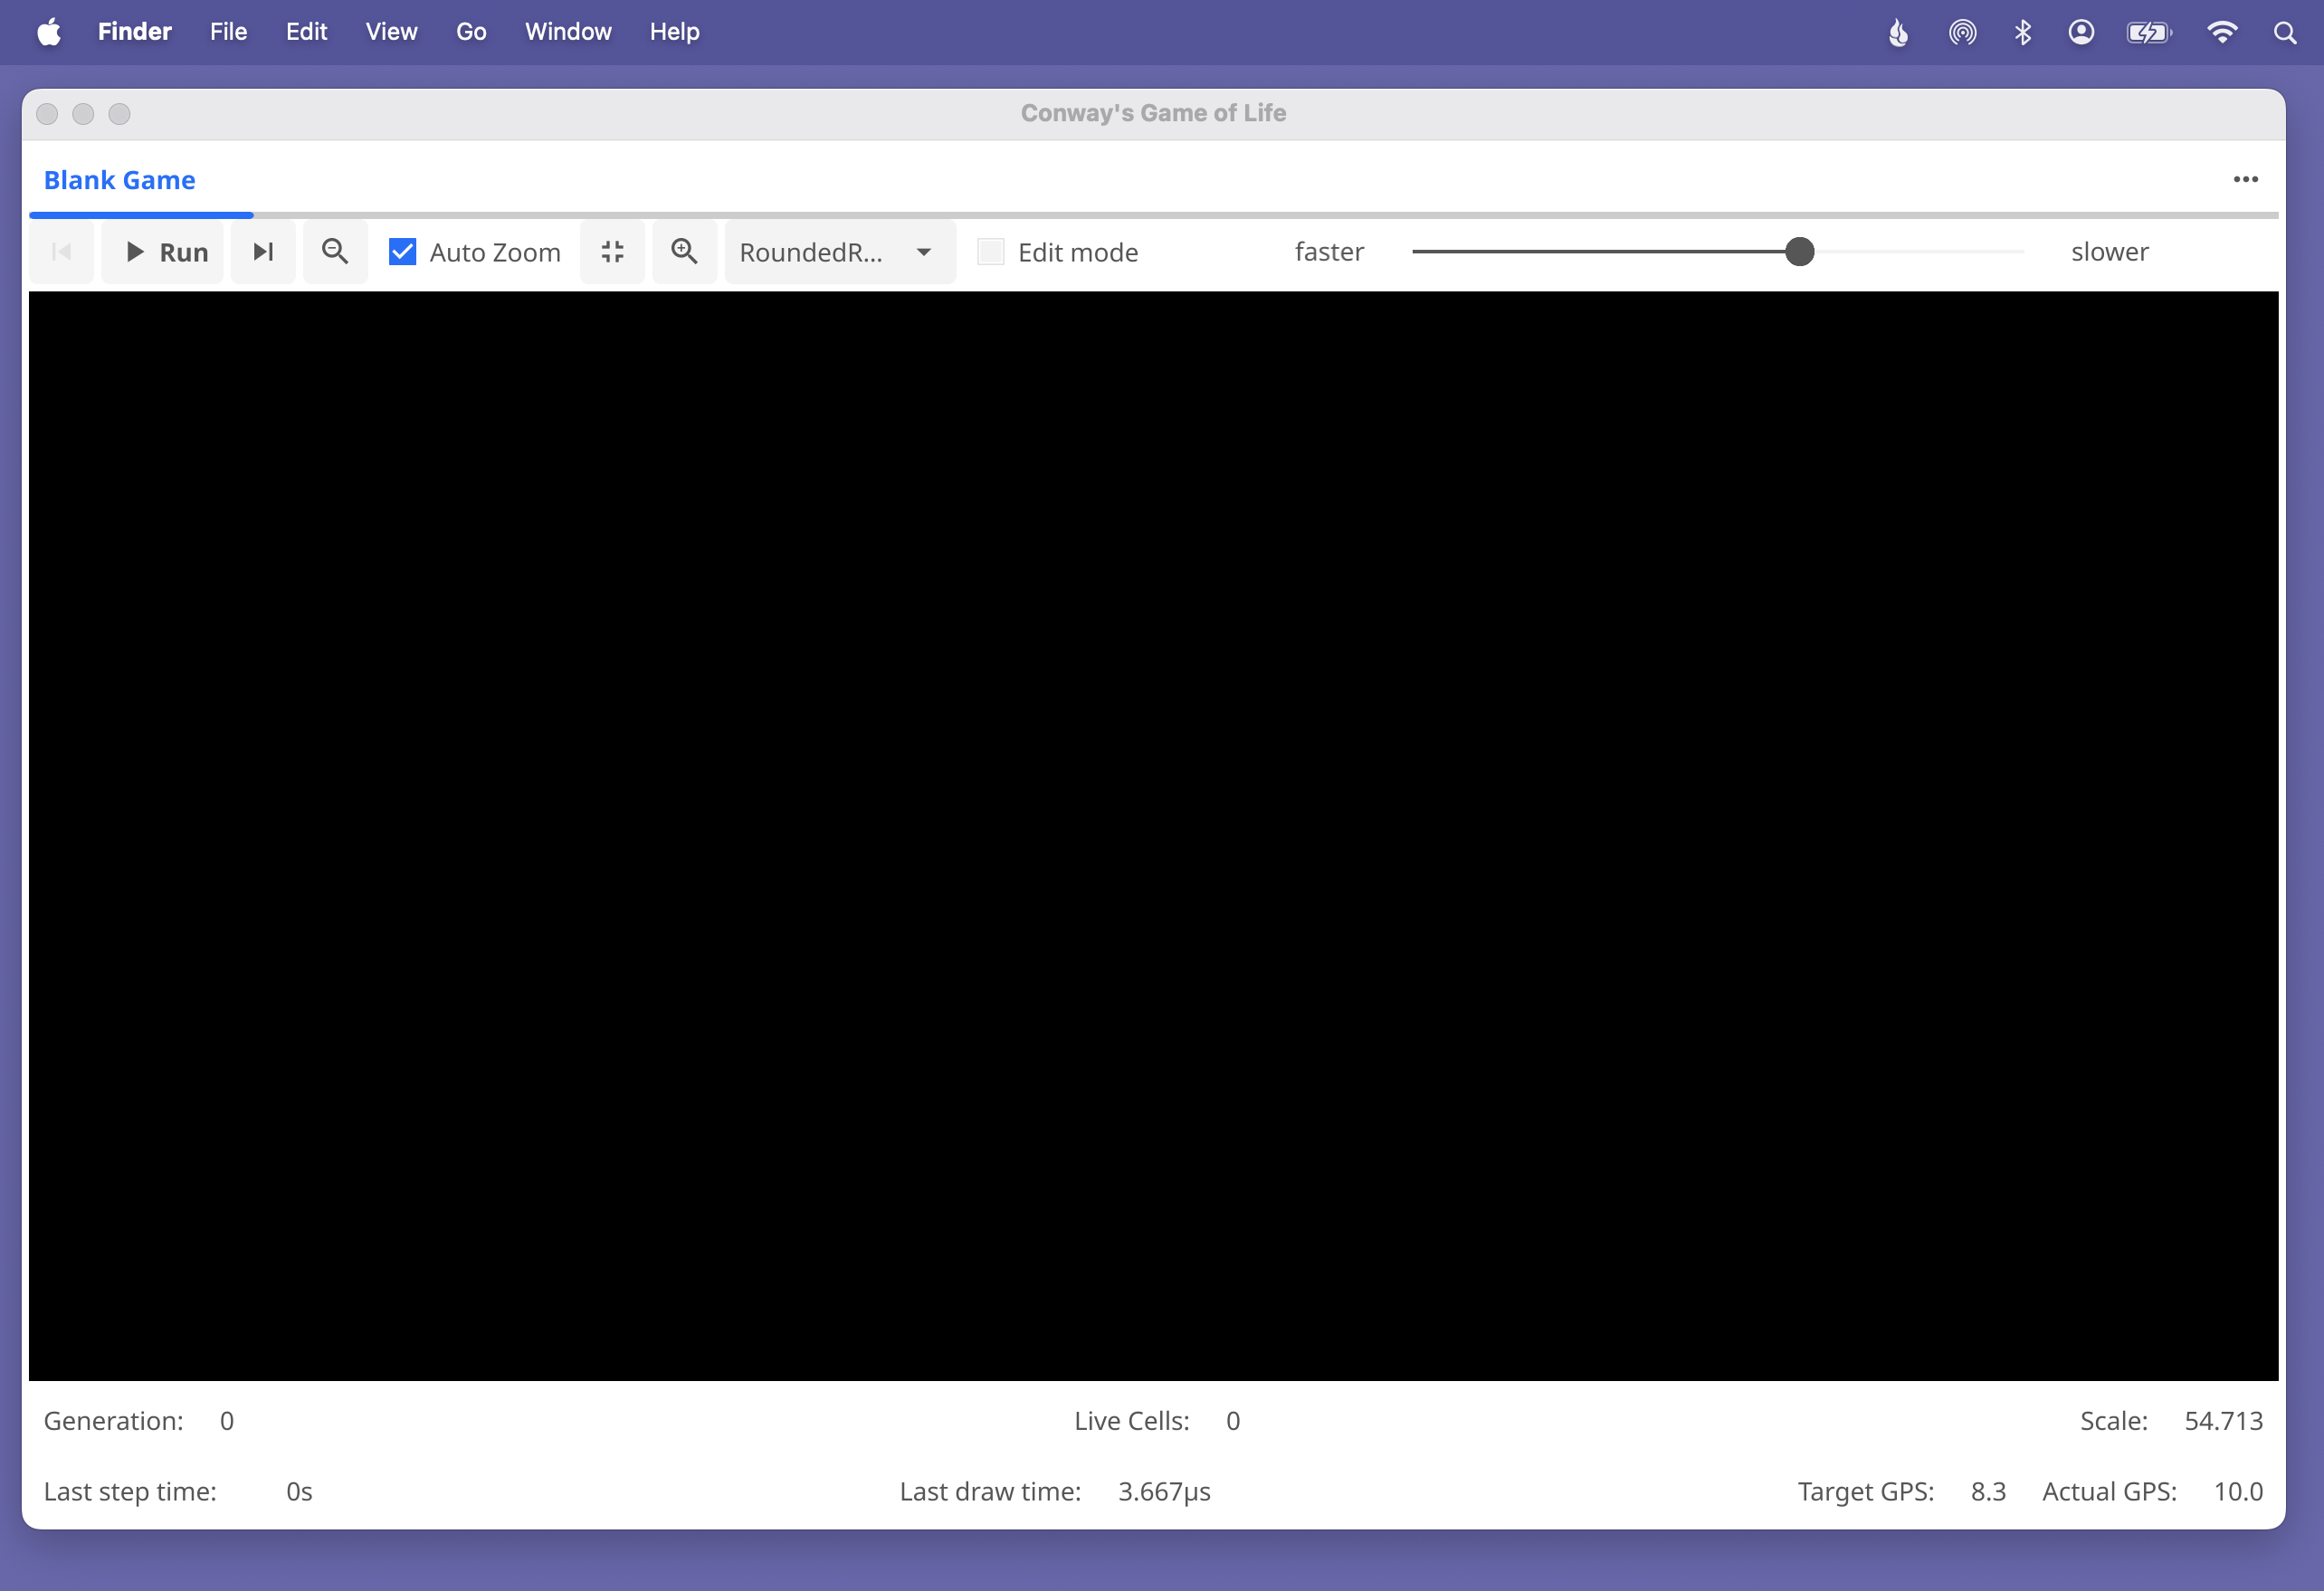 Finder File Edit View Go Window Help
Conway's Game of Life
Blank Game
Run Auto Zoom RoundedR... Edit mode faster slower
Generation: 0 Live Cells: 0 Scale: 54.713
Last step time: 0s Last draw time: 3.667µs Target GPS: 8.3 Actual GPS: 10.0